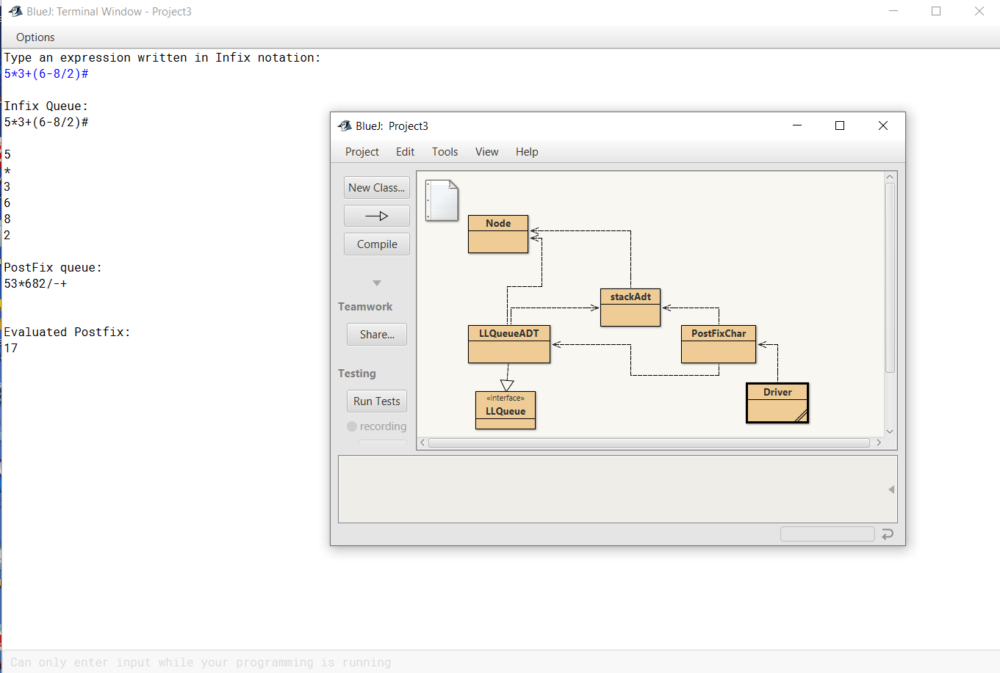 BlueJ: Terminal Window - Project3
Options
Type an expression written in Infix notation:
5*3+(6-8/2)#
Infix Queue:
5*3+(6-8/2)#
5
*
3
6
8
2
PostFix queue:
53*682/-+
Evaluated Postfix:
17
BlueJ: Project3
Project Edit Tools View Help
New Class...
Compile
Teamwork
Share...
Testing
Run Tests
recording
Node
stackAdt
LLQueueADT
PostFixChar
«interface»
LLQueue
Driver
Can only enter input while your programming is running